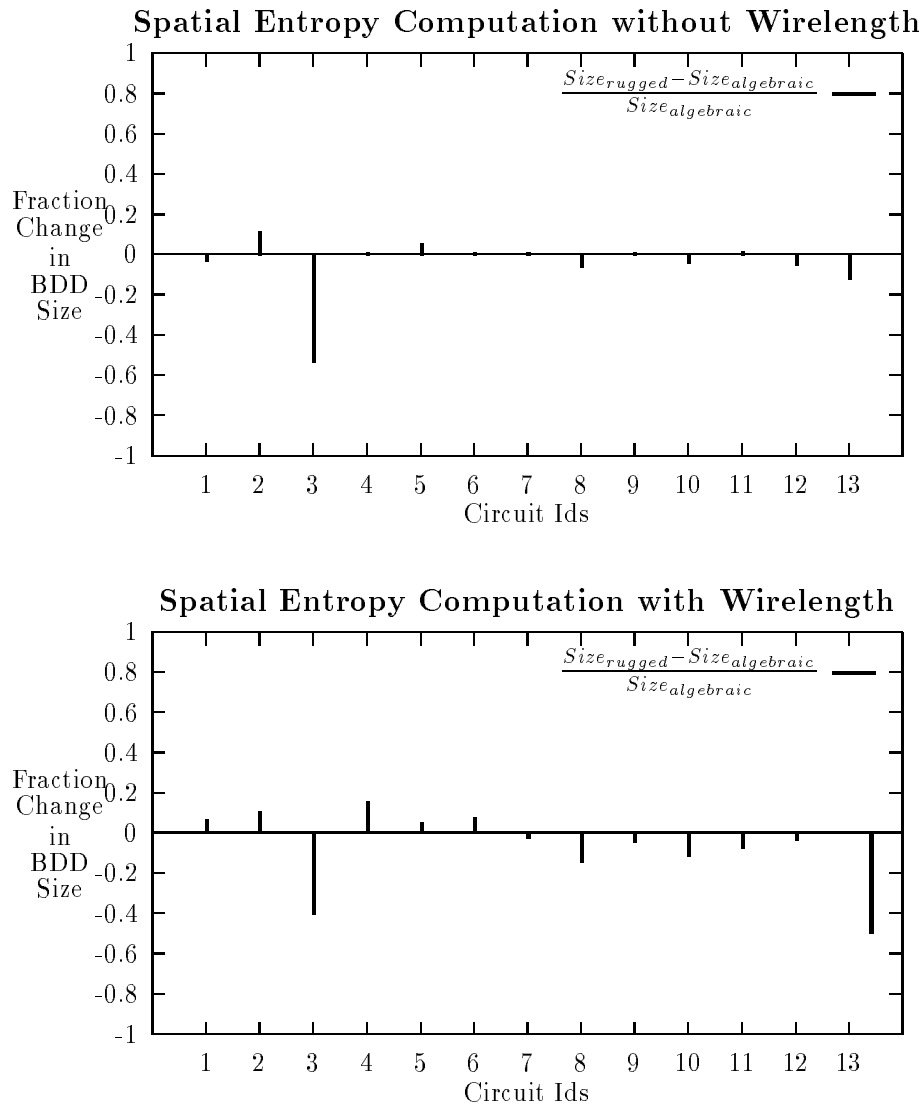 Spatial Entropy Computation without Wirelength
1
0.8
0.6
0.4
0.2
0
-0.2
-0.4
-0.6
-0.8
-1
Fraction
Change
in
BDD
Size
Size_rugged−Size_algebraic
Size_algebraic
1 2 3 4 5 6 7 8 9 10 11 12 13
Circuit Ids
Spatial Entropy Computation with Wirelength
1
0.8
0.6
0.4
0.2
0
-0.2
-0.4
-0.6
-0.8
-1
Fraction
Change
in
BDD
Size
Size_rugged−Size_algebraic
Size_algebraic
1 2 3 4 5 6 7 8 9 10 11 12 13
Circuit Ids